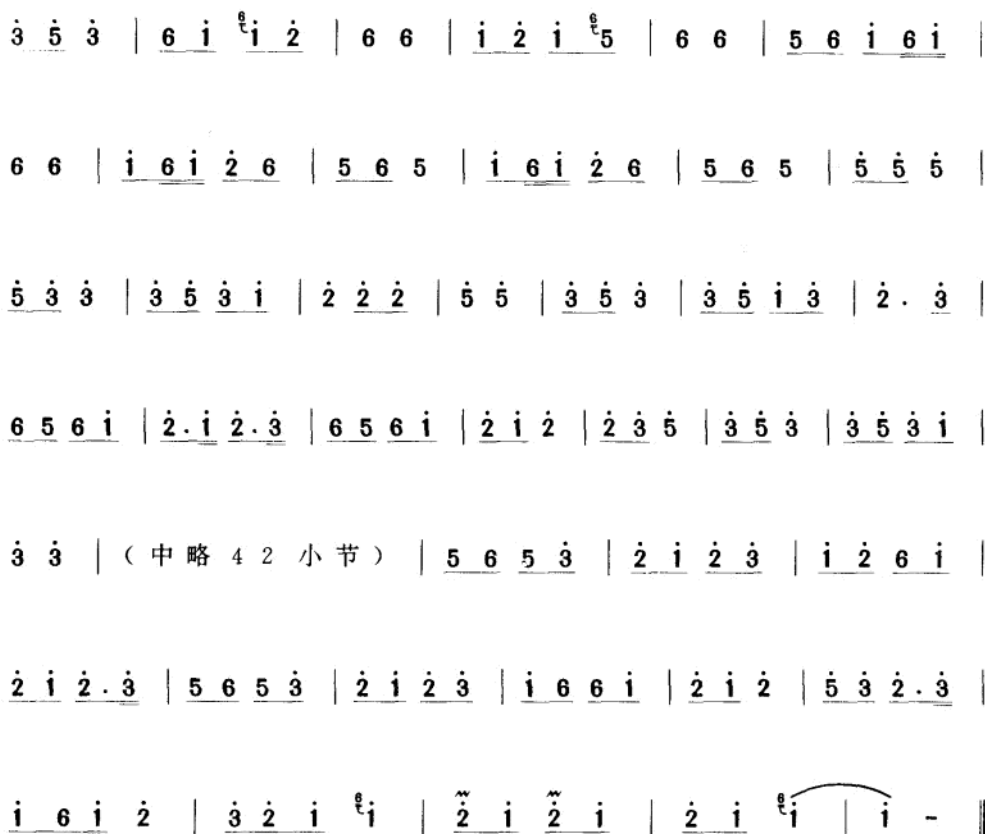 3̇ 5̇ 3̇ | 6 1̇ ⁶1̇ 2̇ | 6 6 | 1̇ 2̇ 1̇ ⁶5 | 6 6 | 5 6 1̇ 6 1̇ |
6 6 | 1̇ 6 1̇ 2̇ 6 | 5 6 5 | 1̇ 6 1̇ 2̇ 6 | 5 6 5 | 5̇ 5̇ 5̇ |
5̇ 3̇ 3̇ | 3̇ 5̇ 3̇ 1̇ | 2̇ 2̇ 2̇ | 5̇ 5̇ | 3̇ 5̇ 3̇ | 3̇ 5̇ 1̇ 3̇ | 2̇ . 3̇ |
6 5 6 1̇ | 2̇ . 1̇ 2̇ . 3̇ | 6 5 6 1̇ | 2̇ 1̇ 2̇ | 2̇ 3̇ 5̇ | 3̇ 5̇ 3̇ | 3̇ 5̇ 3̇ 1̇ |
3̇ 3̇ | （中略42小节） | 5 6 5 3̇ | 2̇ 1̇ 2̇ 3̇ | 1̇ 2̇ 6 1̇ |
2̇ 1̇ 2̇ . 3̇ | 5 6 5 3̇ | 2̇ 1̇ 2̇ 3̇ | 1̇ 6 6 1̇ | 2̇ 1̇ 2̇ | 5̇ 3̇ 2̇ . 3̇ |
1̇ 6 1̇ 2̇ | 3̇ 2̇ 1̇ ⁶1̇ | 2̇ 1̇ 2̇ 1̇ | 2̇ 1̇ ⁶1̇ | 1̇ - ‖